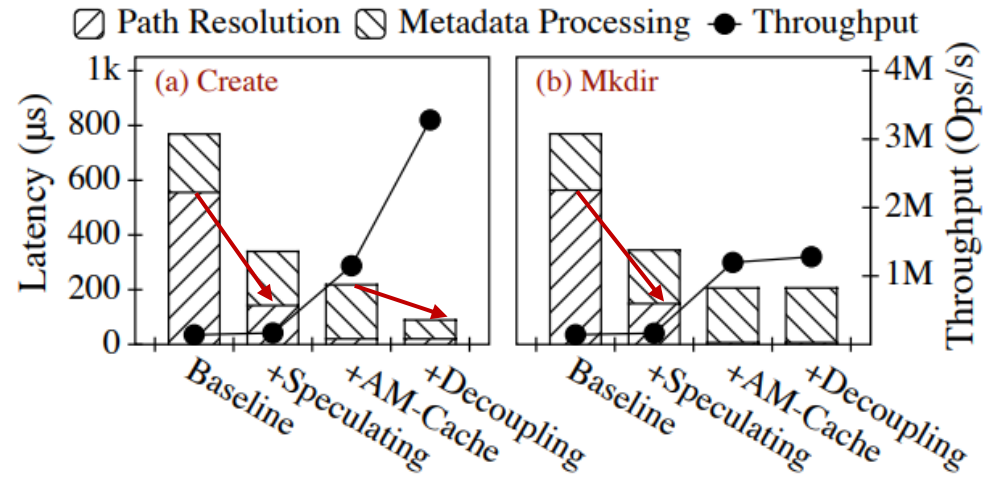 Path Resolution Metadata Processing Throughput
(a) Create
(b) Mkdir
Latency (μs)
1k
800
600
400
200
0
4M
3M
2M
1M
Throughput (Ops/s)
Baseline
+Speculating
+AM-Cache
+Decoupling
Baseline
+Speculating
+AM-Cache
+Decoupling